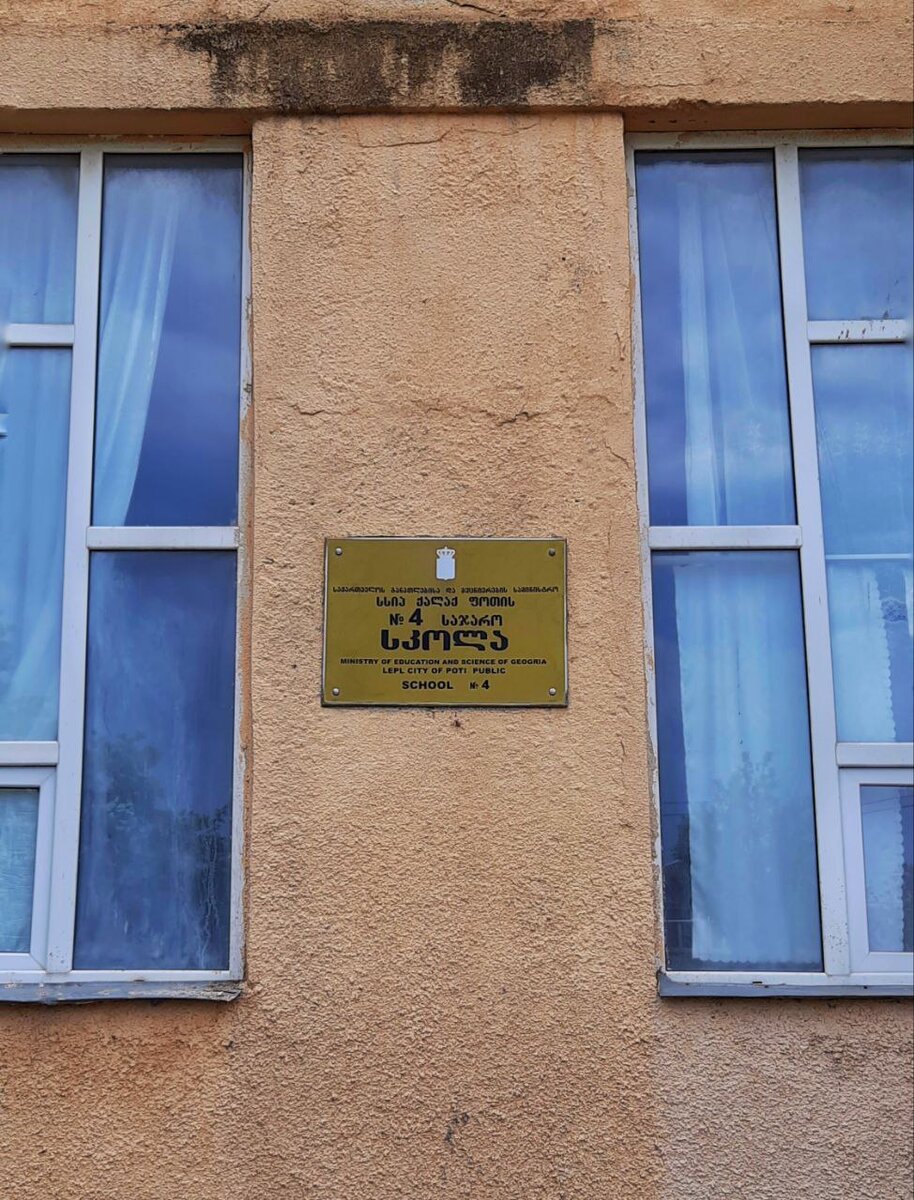 საქართველოს განათლებისა და მეცნიერების სამინისტრო
სსიპ ქალაქ ფოთის
№ 4 საჯარო
სკოლა
MINISTRY OF EDUCATION AND SCIENCE OF GEOGRIA
LEPL CITY OF POTI PUBLIC
SCHOOL № 4